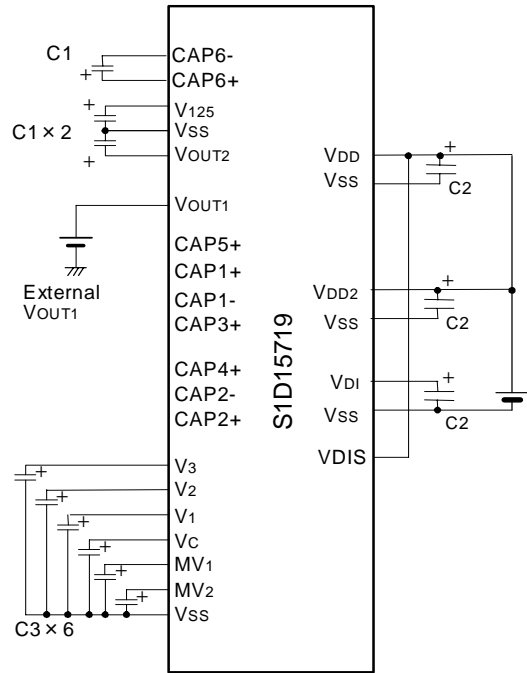 C1
CAP6-
+
CAP6+
+
V125
C1×2
VSS
+
VOUT2
VOUT1
External
VOUT1
CAP5+
CAP1+
CAP1-
CAP3+
CAP4+
CAP2-
CAP2+
S1D15719
V3
+
V2
+
V1
+
VC
+
MV1
+
MV2
+
VSS
C3×6
VDD
+
VSS
C2
VDD2
+
VSS
C2
VDI
+
VSS
C2
VDIS
+